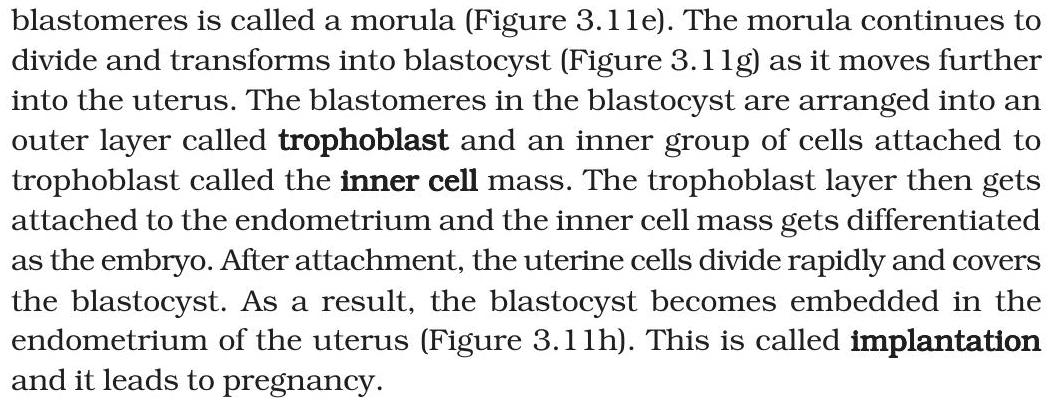 blastomeres is called a morula (Figure 3.11e). The morula continues to
divide and transforms into blastocyst (Figure 3.11g) as it moves further
into the uterus. The blastomeres in the blastocyst are arranged into an
outer layer called trophoblast and an inner group of cells attached to
trophoblast called the inner cell mass. The trophoblast layer then gets
attached to the endometrium and the inner cell mass gets differentiated
as the embryo. After attachment, the uterine cells divide rapidly and covers
the blastocyst. As a result, the blastocyst becomes embedded in the
endometrium of the uterus (Figure 3.11h). This is called implantation
and it leads to pregnancy.